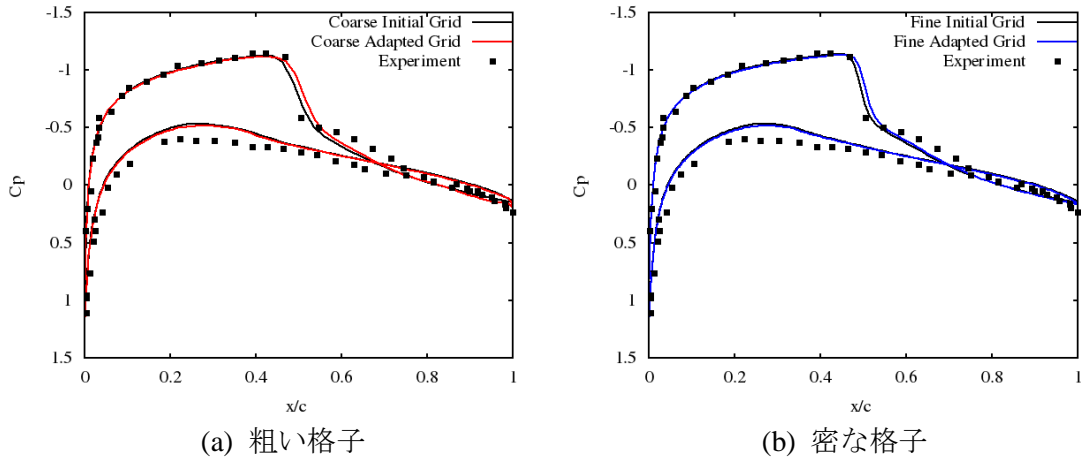 -1.5
-1
-0.5
0
0.5
1
1.5
Cp
0
0.2
0.4
0.6
0.8
1
x/c
Coarse Initial Grid
Coarse Adapted Grid
Experiment
(a) 粗い格子
-1.5
-1
-0.5
0
0.5
1
1.5
Cp
0
0.2
0.4
0.6
0.8
1
x/c
Fine Initial Grid
Fine Adapted Grid
Experiment
(b) 密な格子